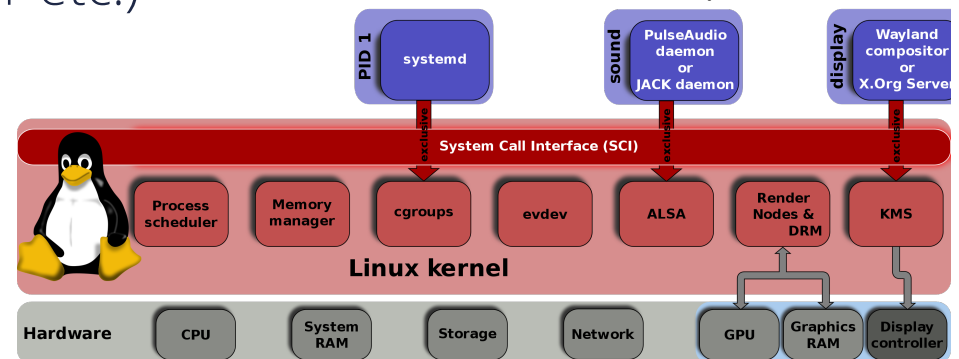 etc.)
PID 1
systemd
sound
PulseAudio
daemon
or
JACK daemon
display
Wayland
compositor
or
X.Org Server
exclusive
exclusive
exclusive
System Call Interface (SCI)
Process
scheduler
Memory
manager
cgroups
evdev
ALSA
Render
Nodes &
DRM
KMS
Linux kernel
Hardware
CPU
System
RAM
Storage
Network
GPU
Graphics
RAM
Display
controller